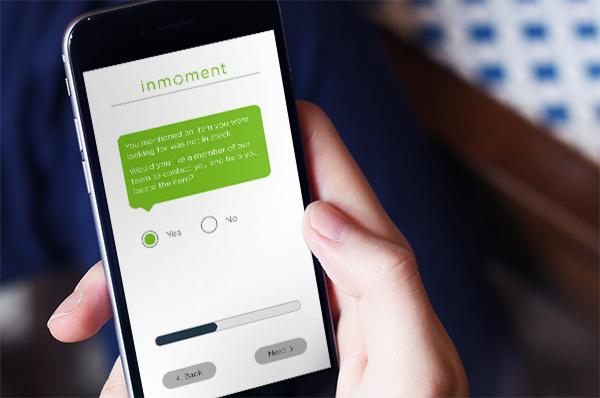 inmoment
You mentioned an item you were
looking for was not in stock.
Would you like a member of our
team to contact you and help you
locate the item?
Yes No
‹ Back Next ›